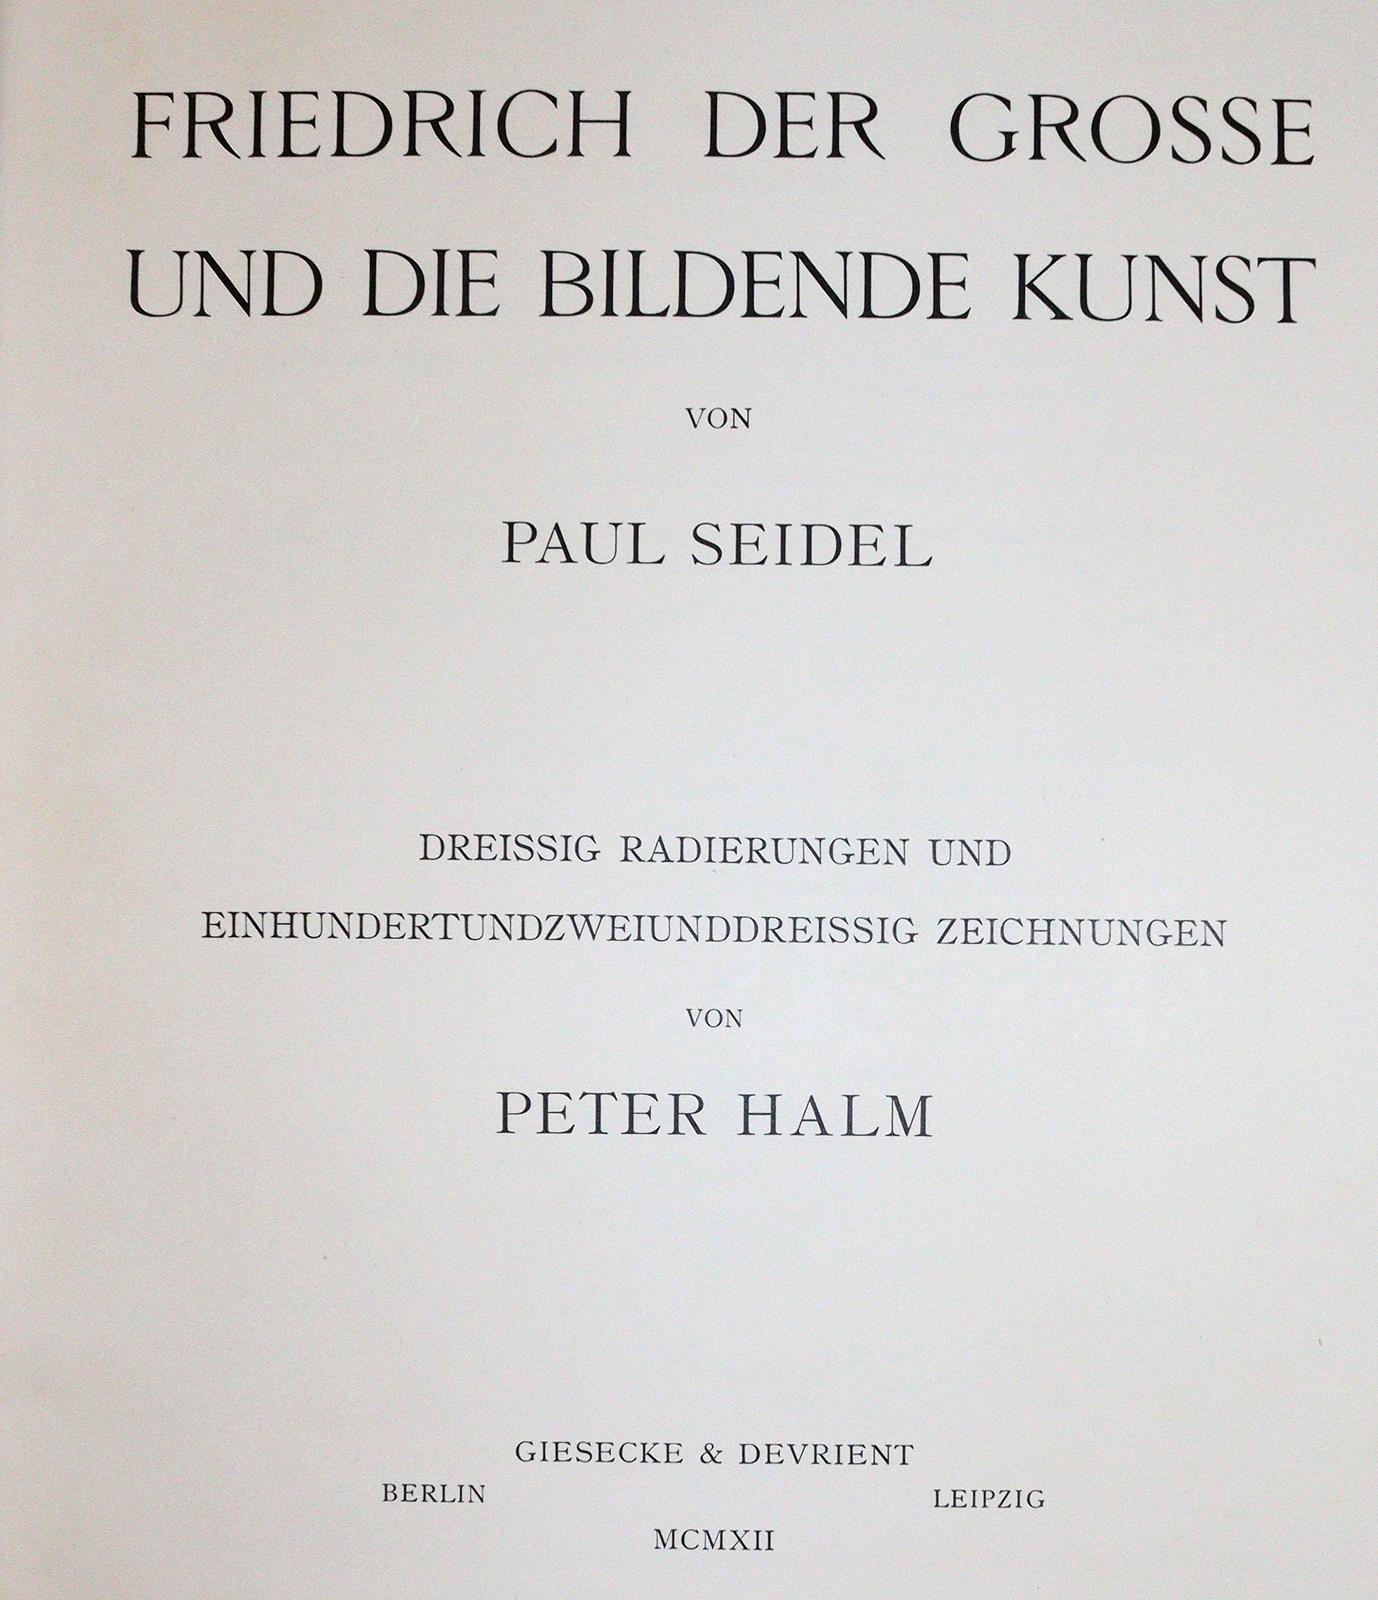 FRIEDRICH DER GROSSE
UND DIE BILDENDE KUNST
VON
PAUL SEIDEL
DREISSIG RADIERUNGEN UND
EINHUNDERTUNDZWEIUNDDREISSIG ZEICHNUNGEN
VON
PETER HALM
GIESECKE & DEVRIENT
BERLIN LEIPZIG
MCMXII